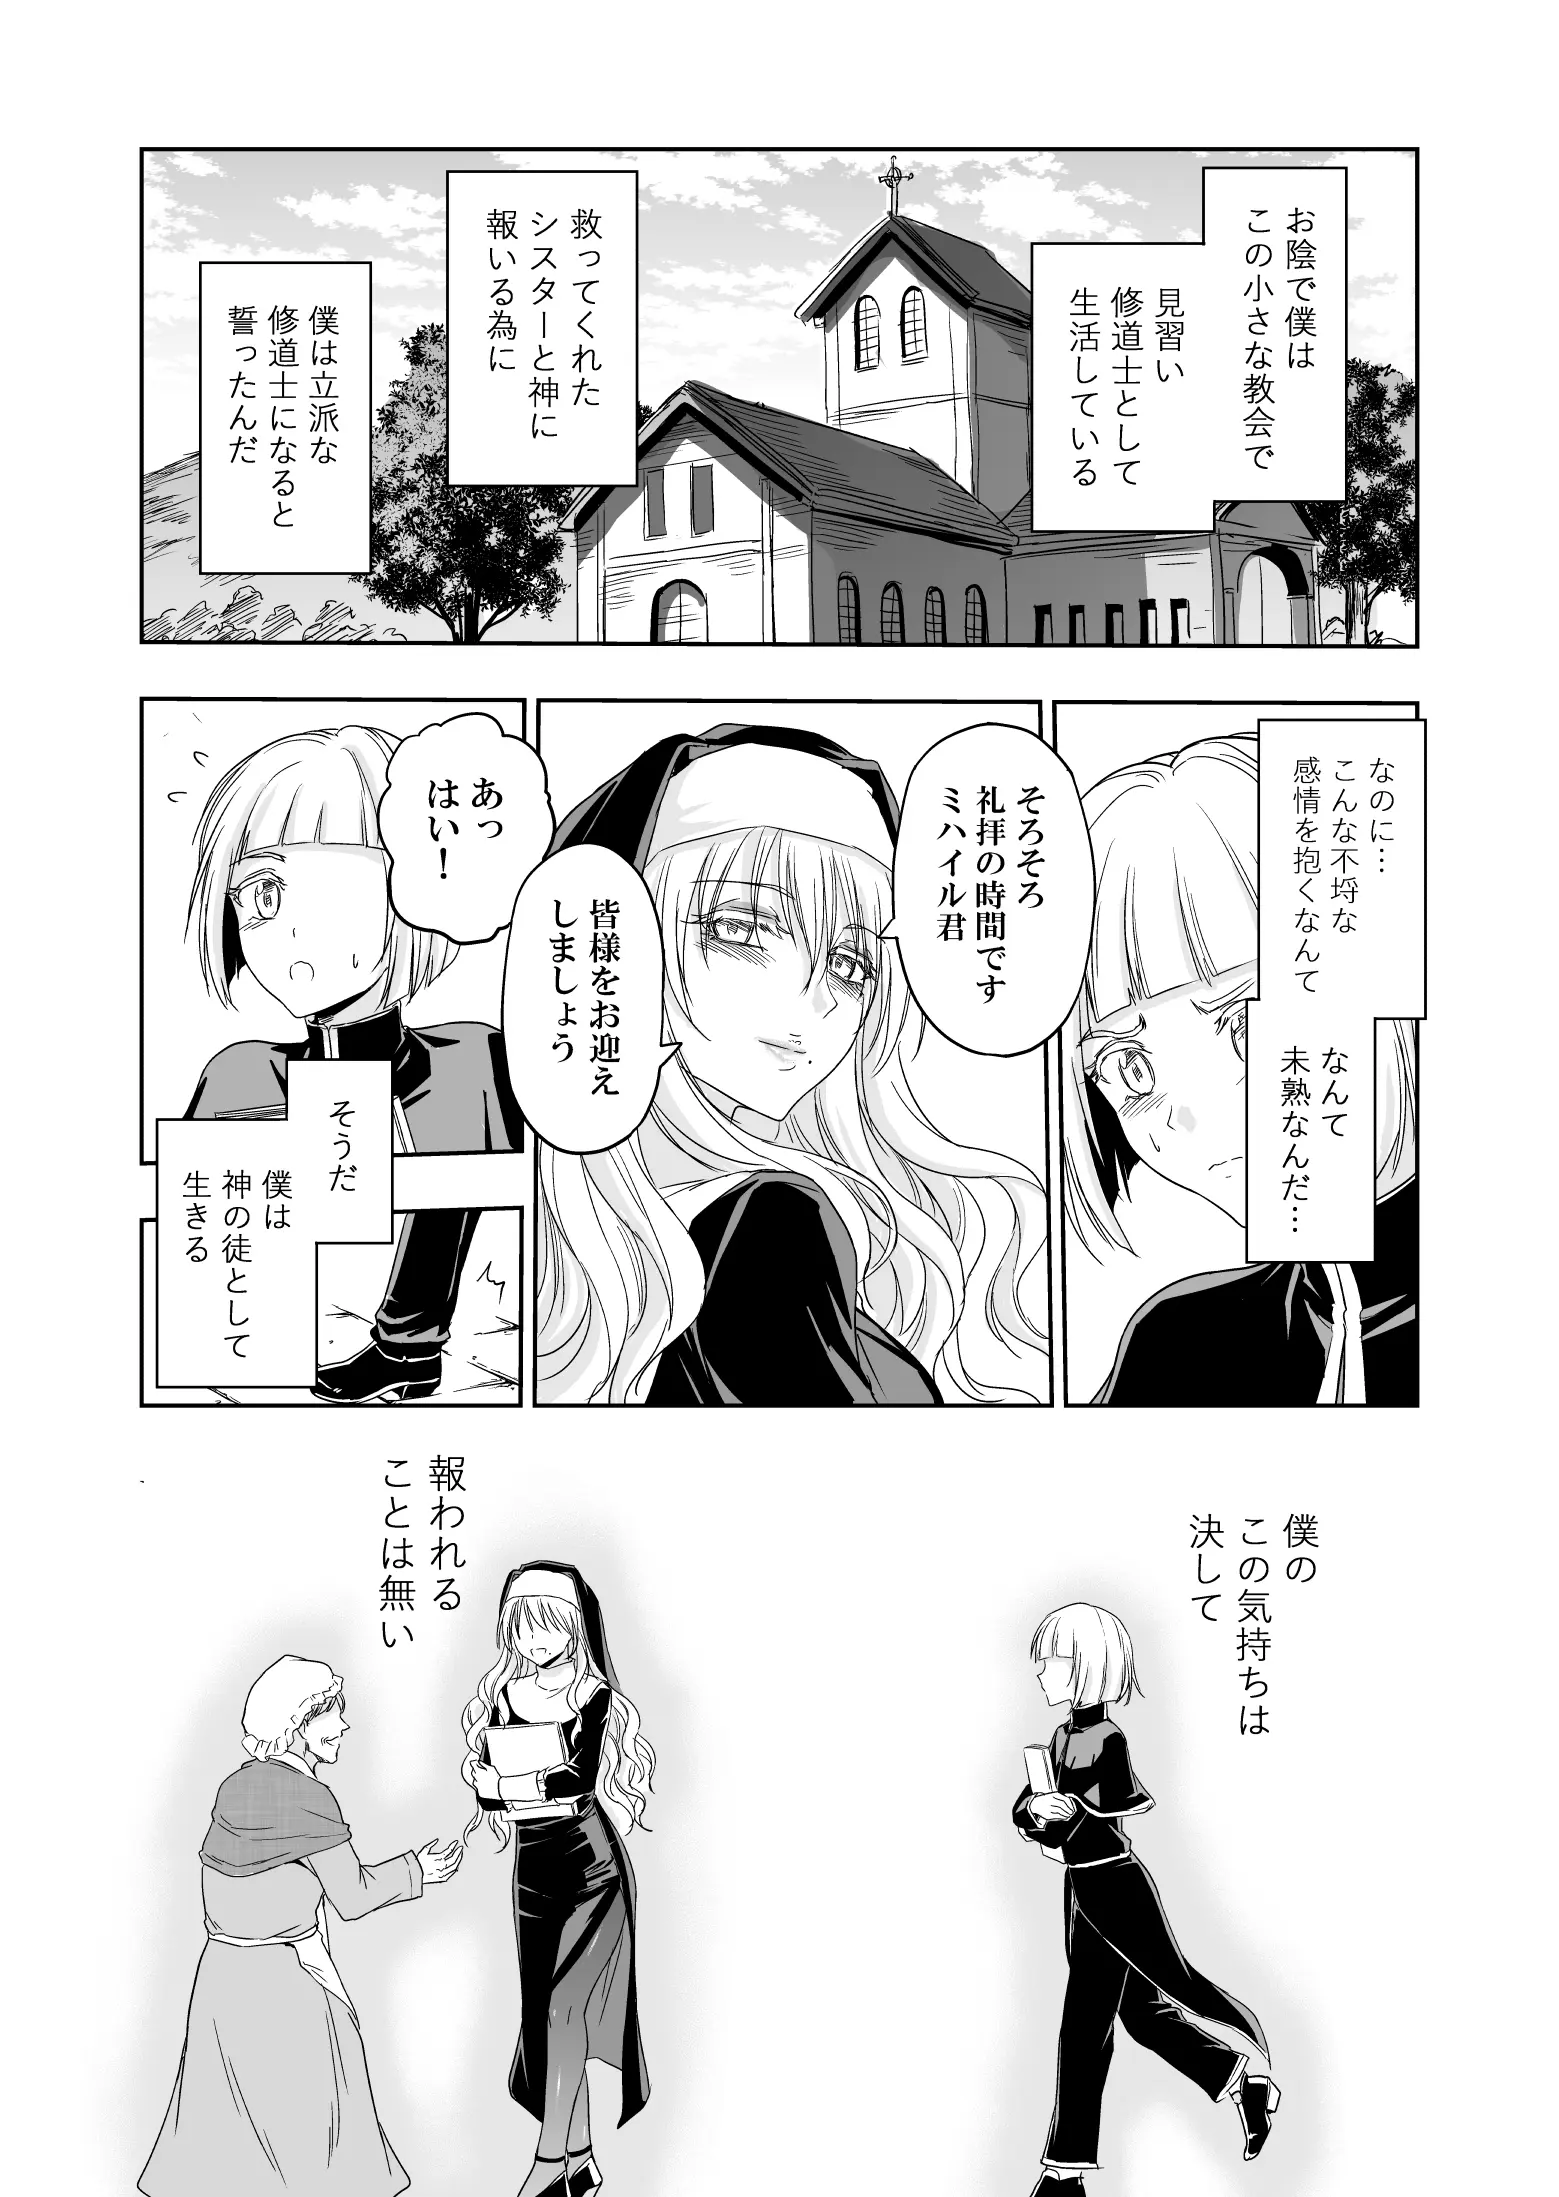 お陰で僕は
この小さな教会で
見習い
修道士として
生活している
救ってくれた
シスターと神に
報いる為に
僕は立派な
修道士になると
誓ったんだ
なのに…
こんな不埒な
感情を抱くなんて
なんて
未熟なんだ…
そろそろ
礼拝の時間です
ミハイル君
皆様をお迎え
しましょう
あっ
はい！
そうだ
僕は
神の徒として
生きる
僕の
この気持ちは
決して
報われる
ことは無い